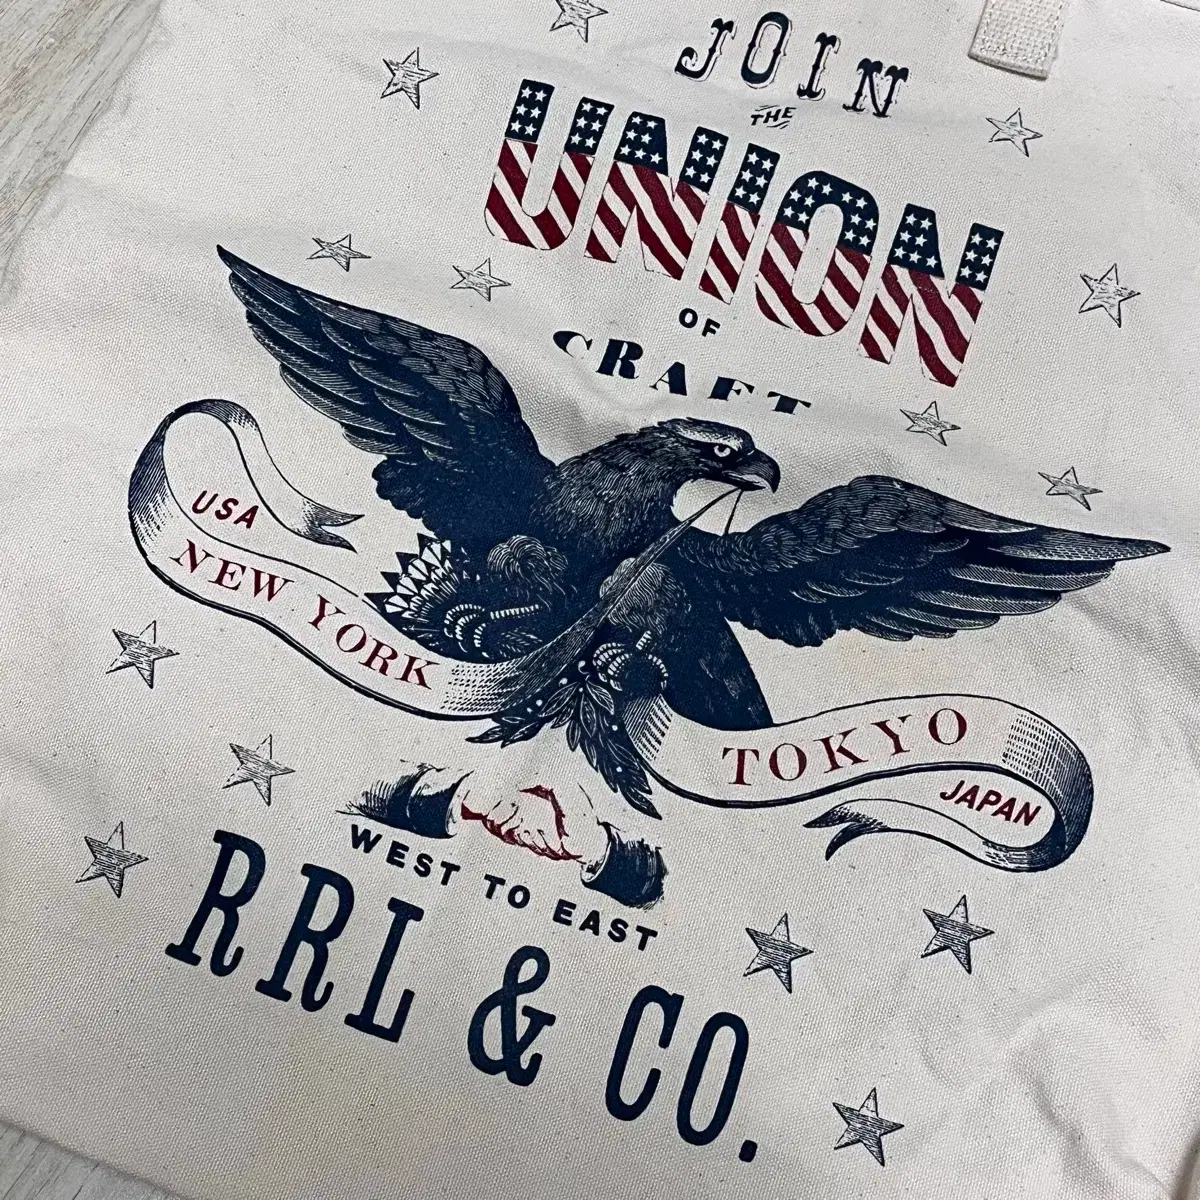 JOIN
THE
UNION
OF
CRAFT
USA
NEW YORK
TOKYO
JAPAN
WEST TO EAST
RRL & CO.